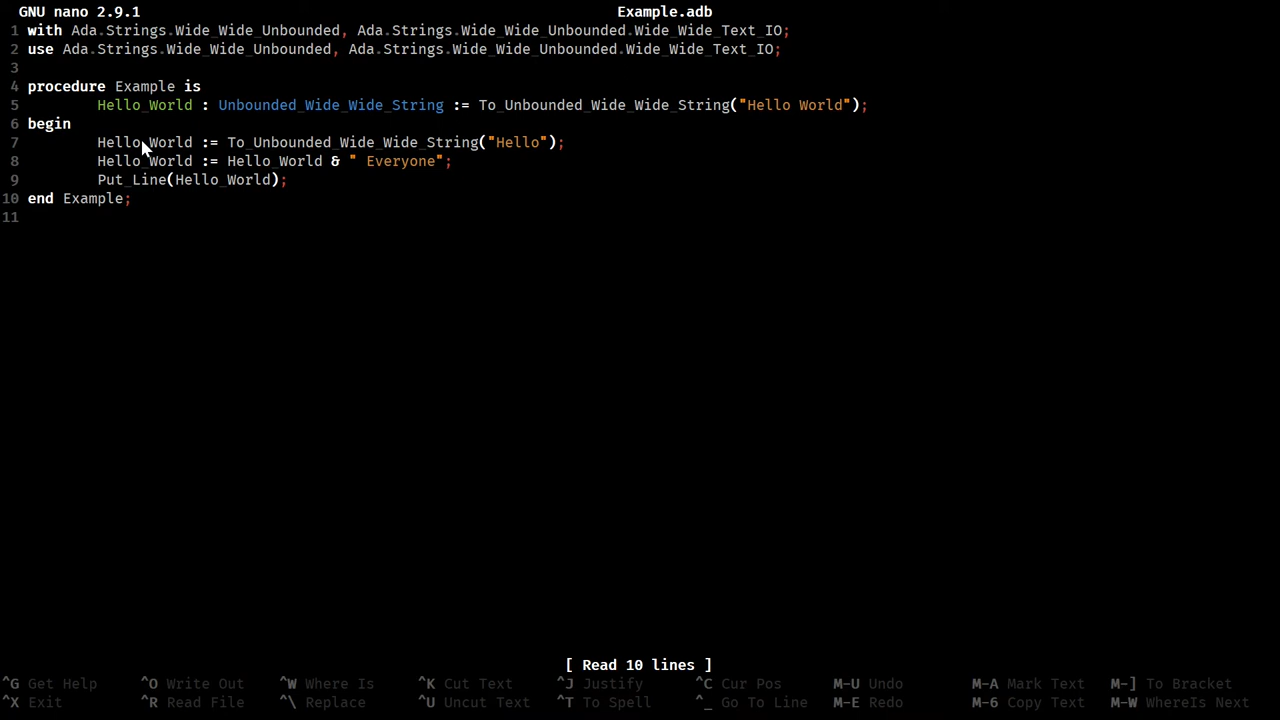 GNU nano 2.9.1 Example.adb
1 with Ada.Strings.Wide_Wide_Unbounded, Ada.Strings.Wide_Wide_Unbounded.Wide_Wide_Text_IO;
2 use Ada.Strings.Wide_Wide_Unbounded, Ada.Strings.Wide_Wide_Unbounded.Wide_Wide_Text_IO;
3
4 procedure Example is
5 Hello_World : Unbounded_Wide_Wide_String := To_Unbounded_Wide_Wide_String("Hello World");
6 begin
7 Hello_World := To_Unbounded_Wide_Wide_String("Hello");
8 Hello_World := Hello_World & " Everyone";
9 Put_Line(Hello_World);
10 end Example;
11
[ Read 10 lines ]
^G Get Help ^O Write Out ^W Where Is ^K Cut Text ^J Justify ^C Cur Pos M-U Undo M-A Mark Text M-] To Bracket
^X Exit ^R Read File ^\ Replace ^U Uncut Text ^T To Spell ^_ Go To Line M-E Redo M-6 Copy Text M-W WhereIs Next